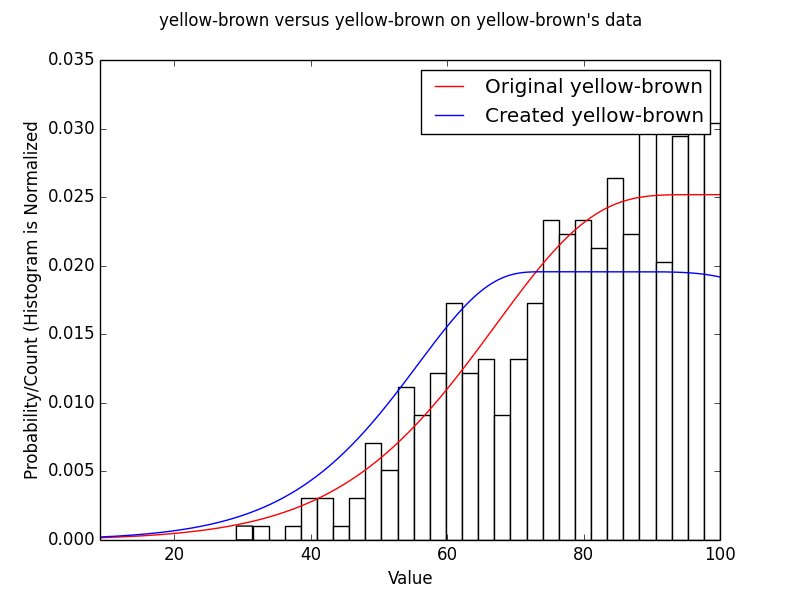 yellow-brown versus yellow-brown on yellow-brown's data
0.035
0.030
0.025
0.020
0.015
0.010
0.005
0.000
Probability/Count (Histogram is Normalized
Original yellow-brown
Created yellow-brown
20
40
60
80
100
Value